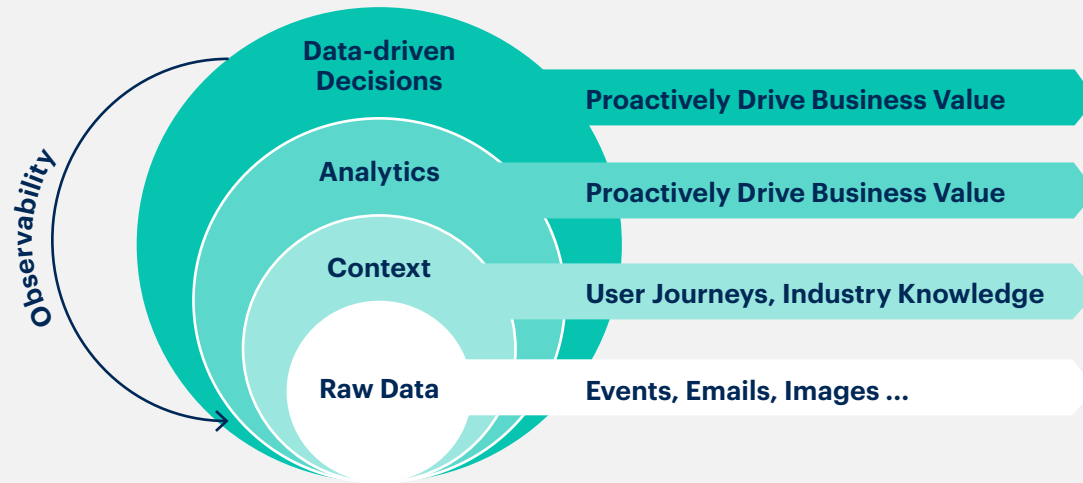 Observability
Data-driven
Decisions
Proactively Drive Business Value
Analytics
Proactively Drive Business Value
Context
User Journeys, Industry Knowledge
Raw Data
Events, Emails, Images ...